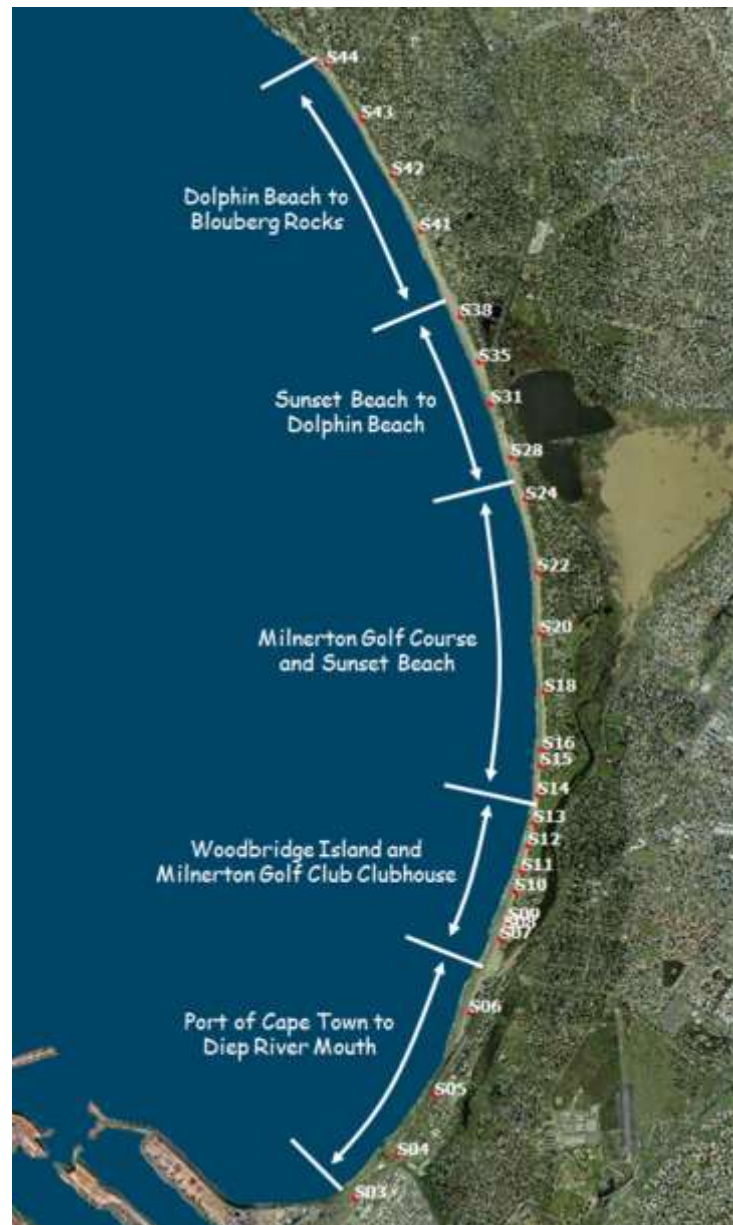 S44
S43
S42
Dolphin Beach to
Blouberg Rocks
S41
S38
S35
Sunset Beach to
Dolphin Beach
S31
S28
S24
S22
Milnerton Golf Course
and Sunset Beach
S20
S18
S16
S15
S14
S13
S12
Woodbridge Island and
Milnerton Golf Club Clubhouse
S11
S10
S09
S08
S07
S06
Port of Cape Town to
Diep River Mouth
S05
S04
S03